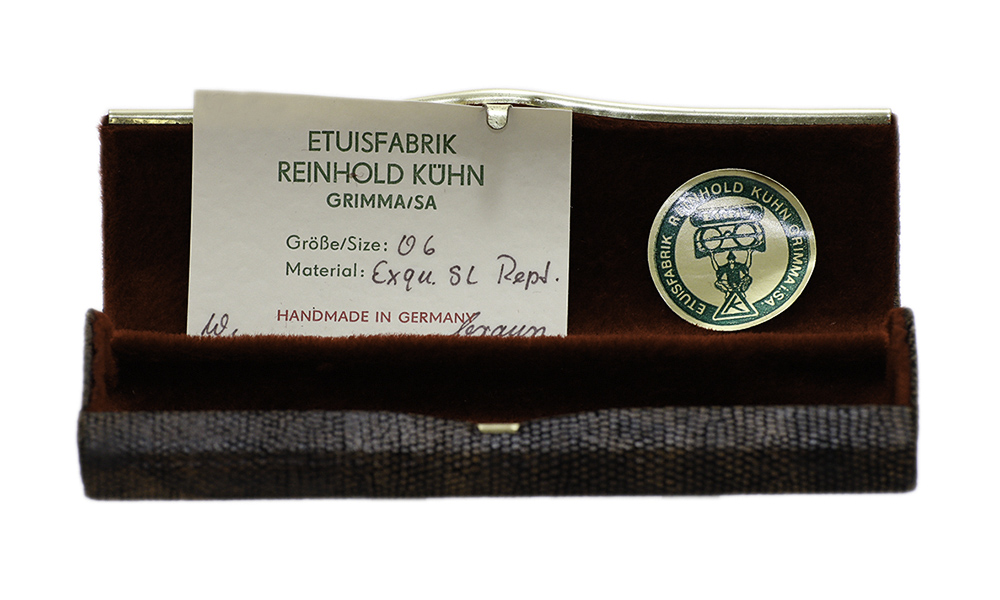 ETUISFABRIK
REINHOLD KÜHN
GRIMMA/SA
Größe/Size: 06
Material: Exqu. SL Rept.
HANDMADE IN GERMANY
braun
ETUISFABRIK REINHOLD KÜHN GRIMMA/SA.